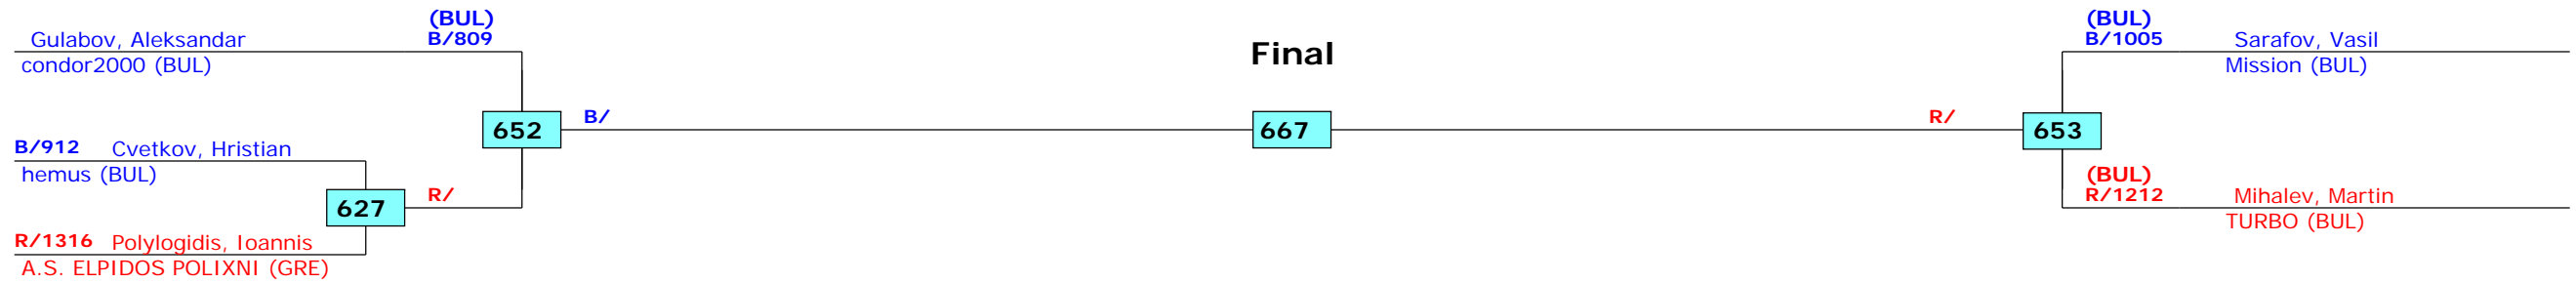 (BUL)
Gulabov, Aleksandar B/809
condor2000 (BUL)
Final
(BUL)
B/1005 Sarafov, Vasil
Mission (BUL)
652 B/
667
R/ 653
B/912 Cvetkov, Hristian
hemus (BUL)
627 R/
(BUL)
R/1212 Mihalev, Martin
TURBO (BUL)
R/1316 Polylogidis, Ioannis
A.S. ELPIDOS POLIXNI (GRE)